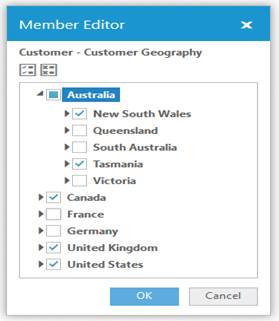 Member Editor
Customer - Customer Geography
Australia
New South Wales
Queensland
South Australia
Tasmania
Victoria
Canada
France
Germany
United Kingdom
United States
OK
Cancel